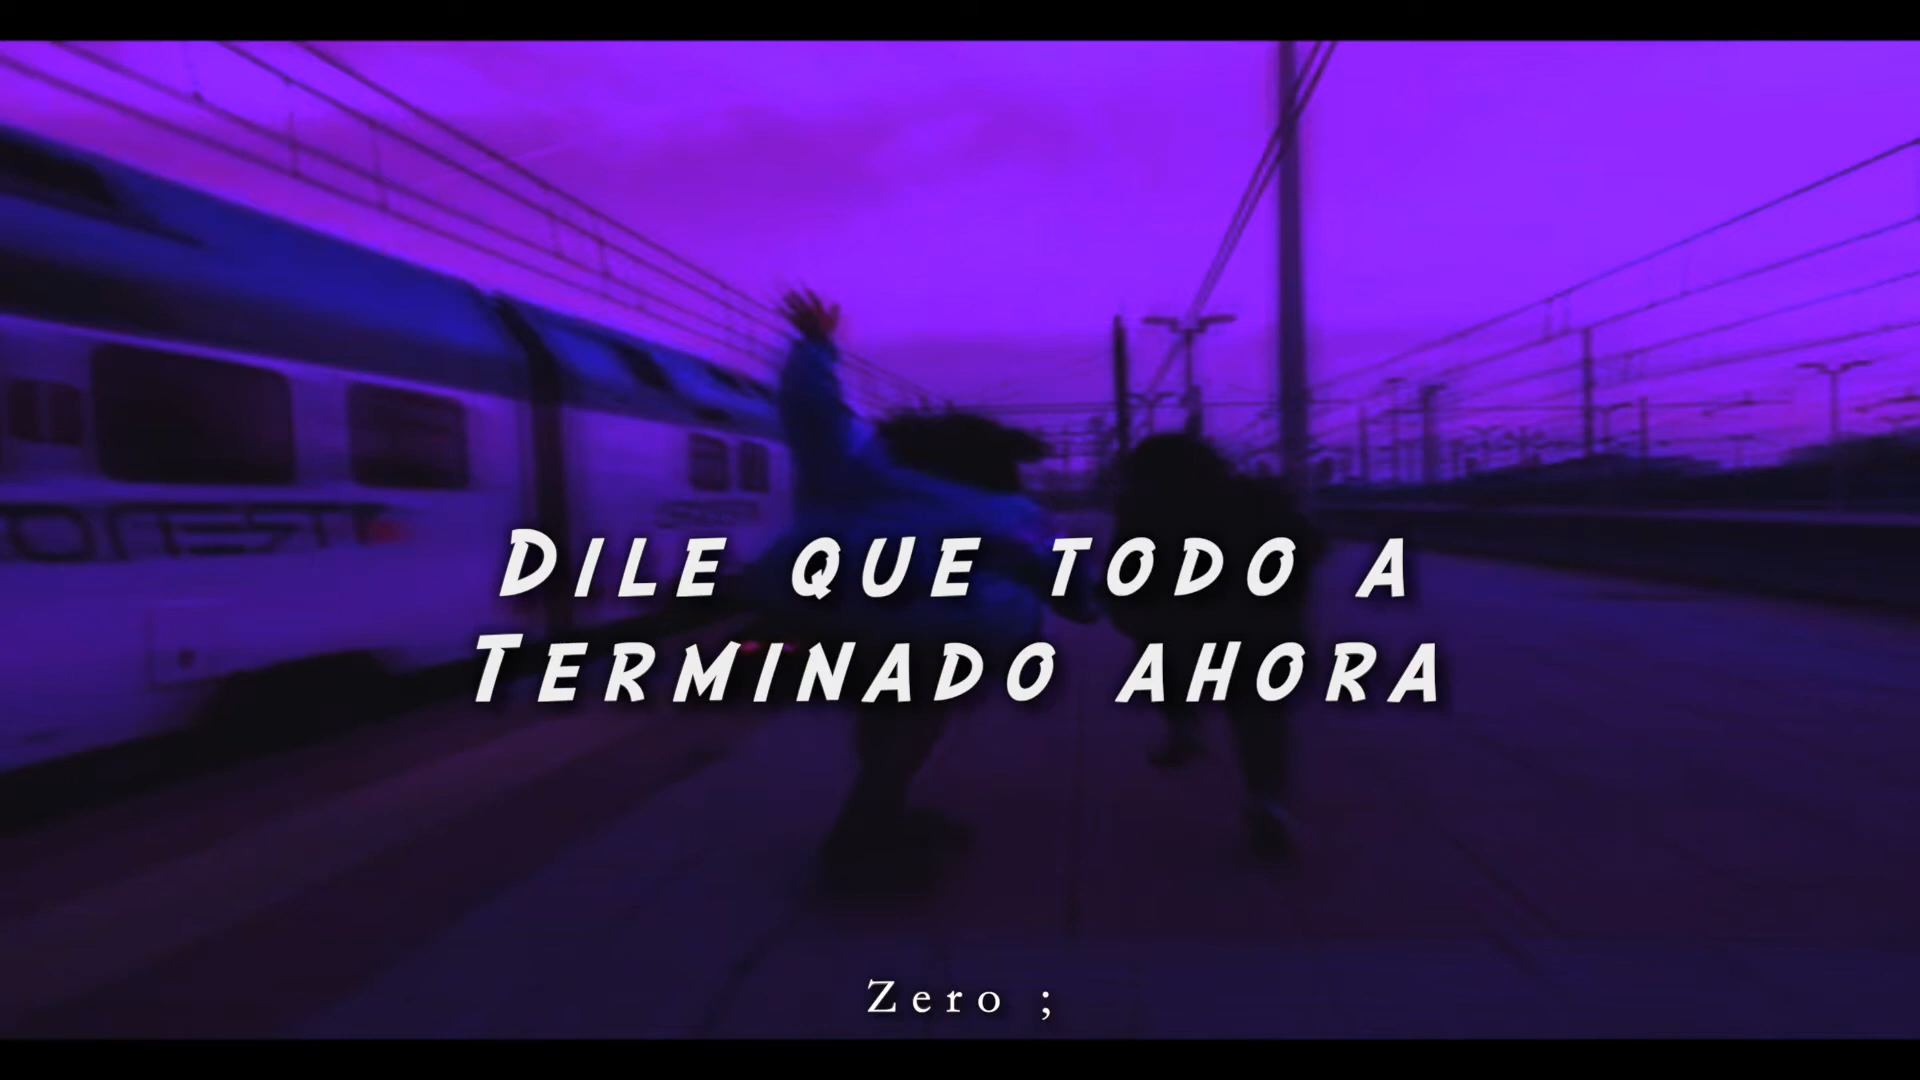 Dile que todo a
Terminado ahora
Zero ;